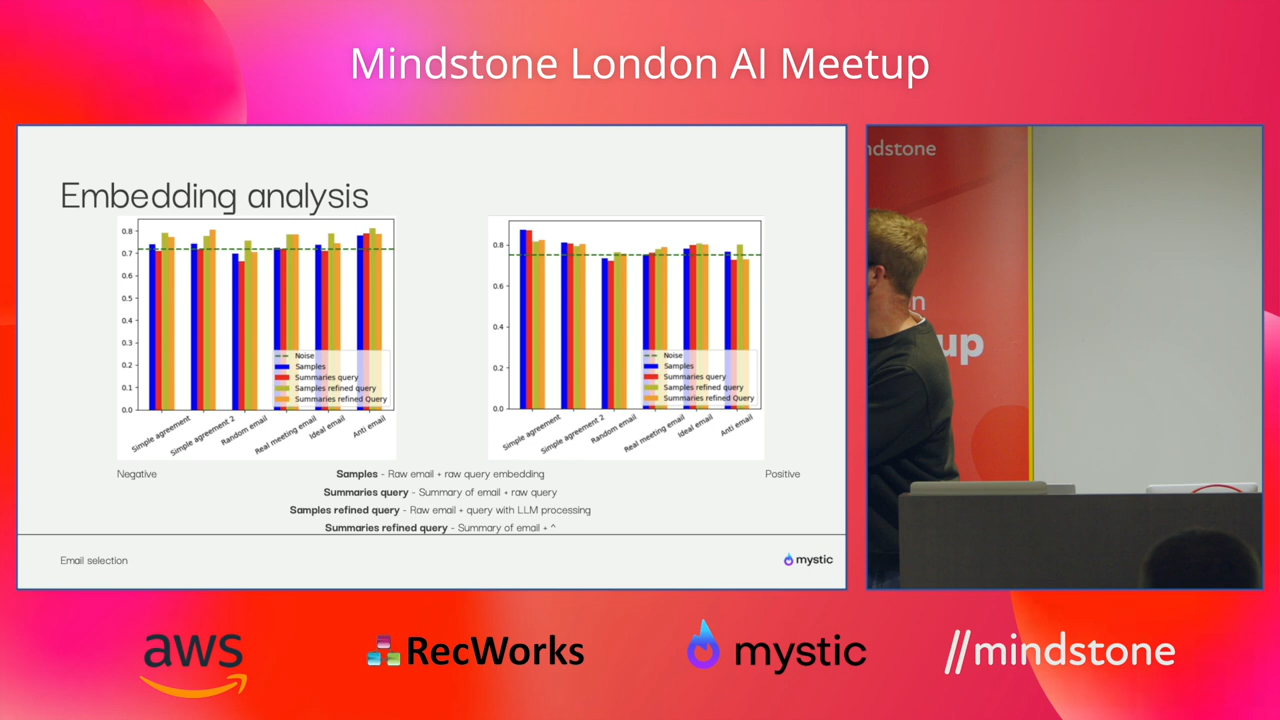 Mindstone London AI Meetup
Embedding analysis
0.8
0.7
0.6
0.5
0.4
0.3
0.2
0.1
0.0
Noise
Samples
Summaries query
Samples refined query
Summaries refined Query
Simple agreement
Simple agreement 2
Random email
Real meeting email
Ideal email
Anti email
0.8
0.6
0.4
0.2
0.0
Noise
Samples
Summaries query
Samples refined query
Summaries refined Query
Simple agreement
Simple agreement 2
Random email
Real meeting email
Ideal email
Anti email
Negative
Positive
Samples - Raw email + raw query embedding
Summaries query - Summary of email + raw query
Samples refined query - Raw email + query with LLM processing
Summaries refined query - Summary of email + ^
Email selection
mystic
ndstone
n
up
aws
RecWorks
mystic
//mindstone